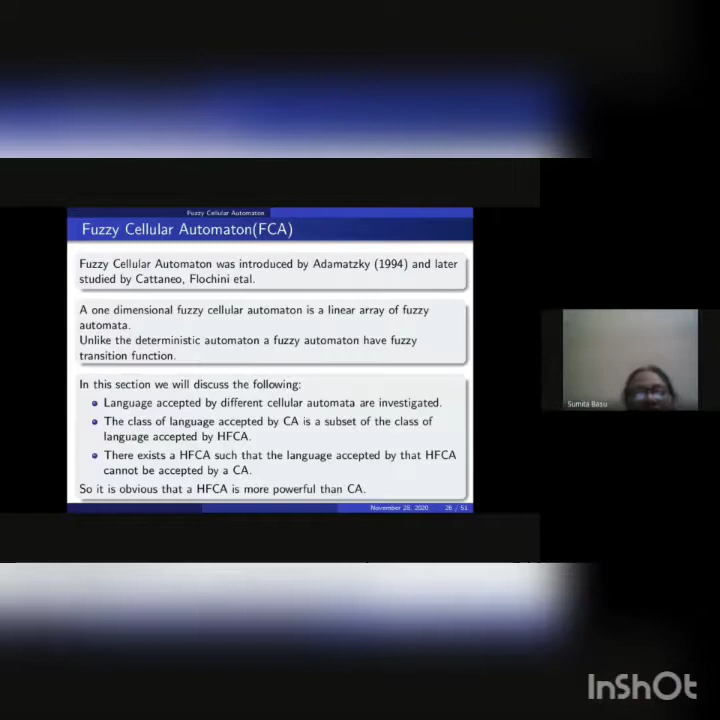 Fuzzy Cellular Automaton
Fuzzy Cellular Automaton(FCA)
Fuzzy Cellular Automaton was introduced by Adamatzky (1994) and later
studied by Cattaneo, Flochini etal.
A one dimensional fuzzy cellular automaton is a linear array of fuzzy
automata.
Unlike the deterministic automaton a fuzzy automaton have fuzzy
transition function.
In this section we will discuss the following:
Language accepted by different cellular automata are investigated.
The class of language accepted by CA is a subset of the class of
language accepted by HFCA.
There exists a HFCA such that the language accepted by that HFCA
cannot be accepted by a CA.
So it is obvious that a HFCA is more powerful than CA.
November 28, 2020 26 / 51
Sumita Basu
InShOt